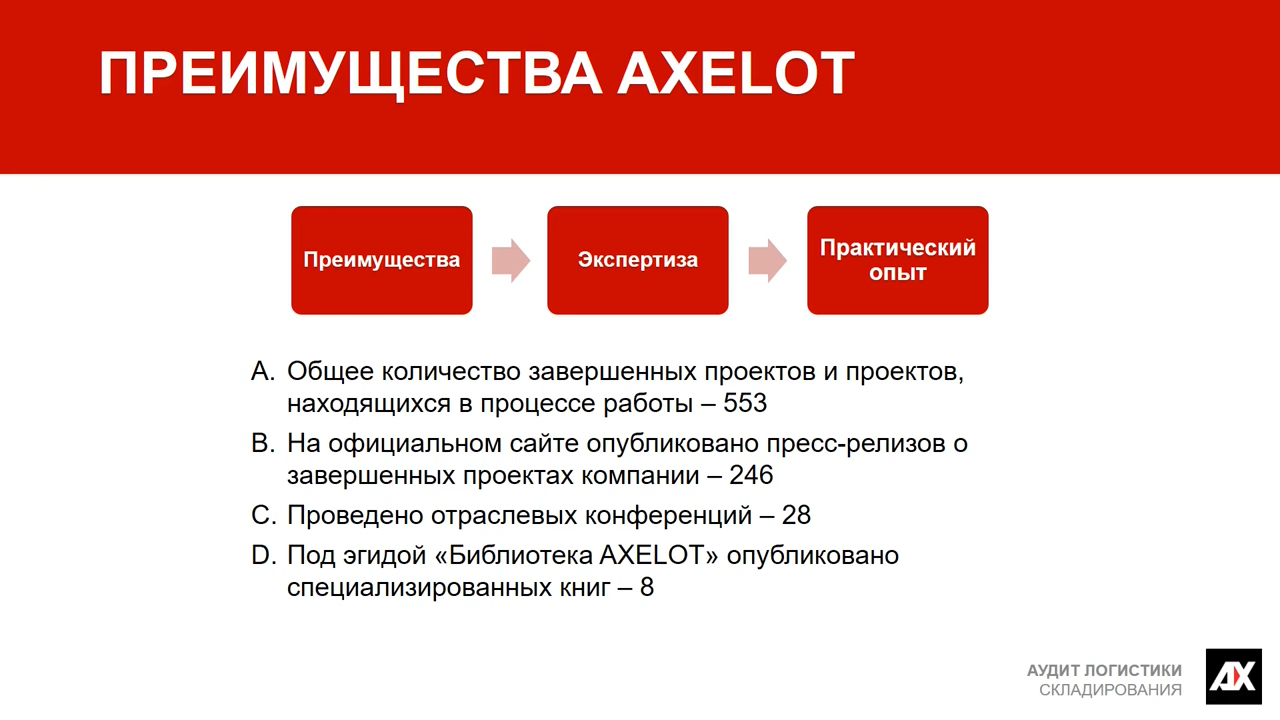 ПРЕИМУЩЕСТВА AXELOT
Преимущества
Экспертиза
Практический
опыт
A. Общее количество завершенных проектов и проектов,
находящихся в процессе работы – 553
B. На официальном сайте опубликовано пресс-релизов о
завершенных проектах компании – 246
C. Проведено отраслевых конференций – 28
D. Под эгидой «Библиотека AXELOT» опубликовано
специализированных книг – 8
АУДИТ ЛОГИСТИКИ
СКЛАДИРОВАНИЯ
AX